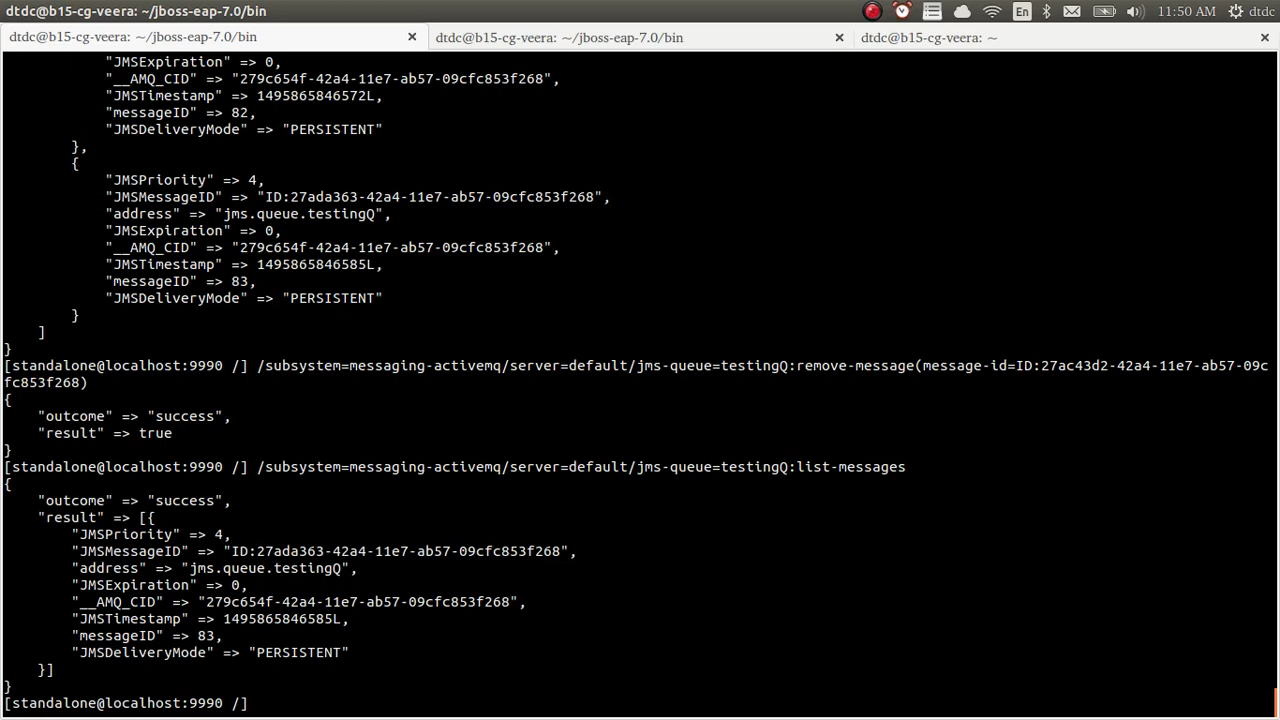 dtdc@b15-cg-veera: ~/jboss-eap-7.0/bin
En
11:50 AM
dtdc
dtdc@b15-cg-veera: ~/jboss-eap-7.0/bin ×
dtdc@b15-cg-veera: ~/jboss-eap-7.0/bin ×
dtdc@b15-cg-veera: ~ ×
"JMSExpiration" => 0,
"__AMQ_CID" => "279c654f-42a4-11e7-ab57-09cfc853f268",
"JMSTimestamp" => 1495865846572L,
"messageID" => 82,
"JMSDeliveryMode" => "PERSISTENT"
},
{
"JMSPriority" => 4,
"JMSMessageID" => "ID:27ada363-42a4-11e7-ab57-09cfc853f268",
"address" => "jms.queue.testingQ",
"JMSExpiration" => 0,
"__AMQ_CID" => "279c654f-42a4-11e7-ab57-09cfc853f268",
"JMSTimestamp" => 1495865846585L,
"messageID" => 83,
"JMSDeliveryMode" => "PERSISTENT"
}
]
}
[standalone@localhost:9990 /] /subsystem=messaging-activemq/server=default/jms-queue=testingQ:remove-message(message-id=ID:27ac43d2-42a4-11e7-ab57-09c
fc853f268)
{
"outcome" => "success",
"result" => true
}
[standalone@localhost:9990 /] /subsystem=messaging-activemq/server=default/jms-queue=testingQ:list-messages
{
"outcome" => "success",
"result" => [{
"JMSPriority" => 4,
"JMSMessageID" => "ID:27ada363-42a4-11e7-ab57-09cfc853f268",
"address" => "jms.queue.testingQ",
"JMSExpiration" => 0,
"__AMQ_CID" => "279c654f-42a4-11e7-ab57-09cfc853f268",
"JMSTimestamp" => 1495865846585L,
"messageID" => 83,
"JMSDeliveryMode" => "PERSISTENT"
}]
}
[standalone@localhost:9990 /]